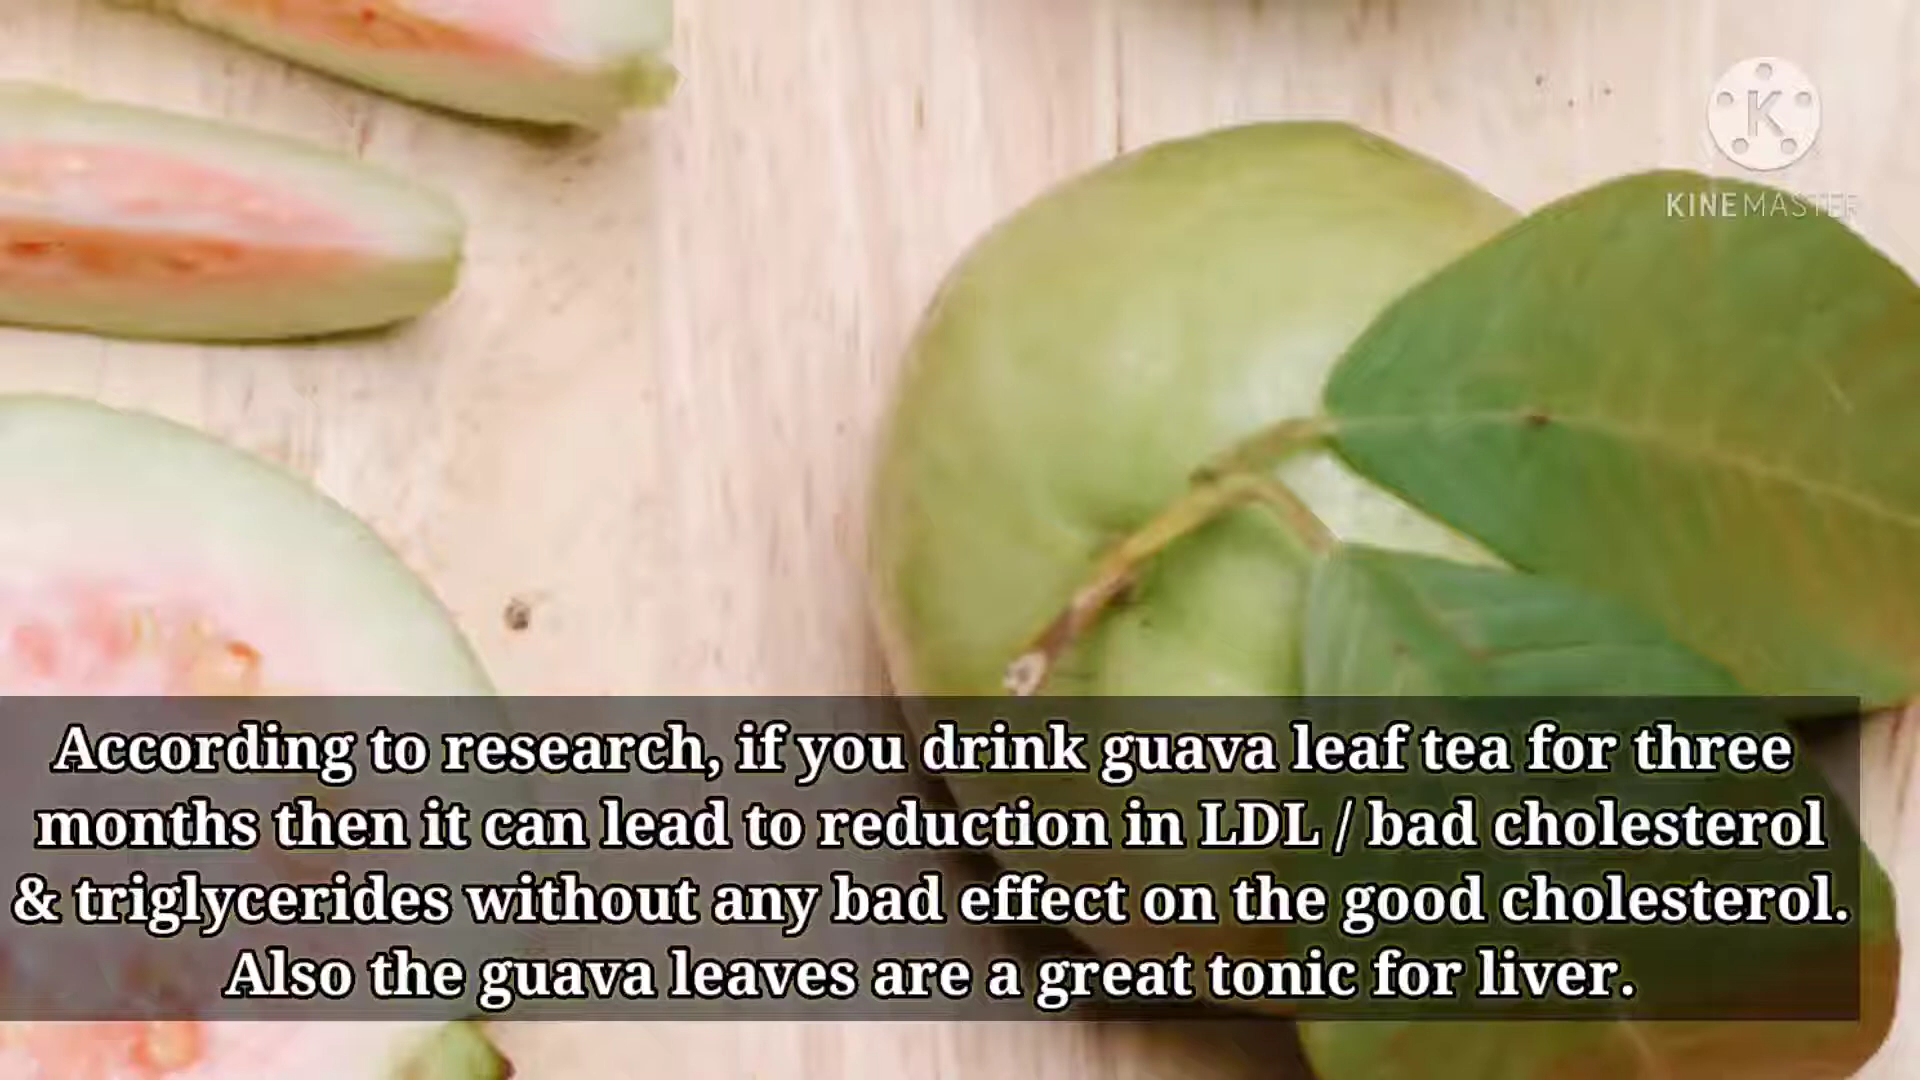 K
KINEMASTER
According to research, if you drink guava leaf tea for three
months then it can lead to reduction in LDL / bad cholesterol
& triglycerides without any bad effect on the good cholesterol.
Also the guava leaves are a great tonic for liver.